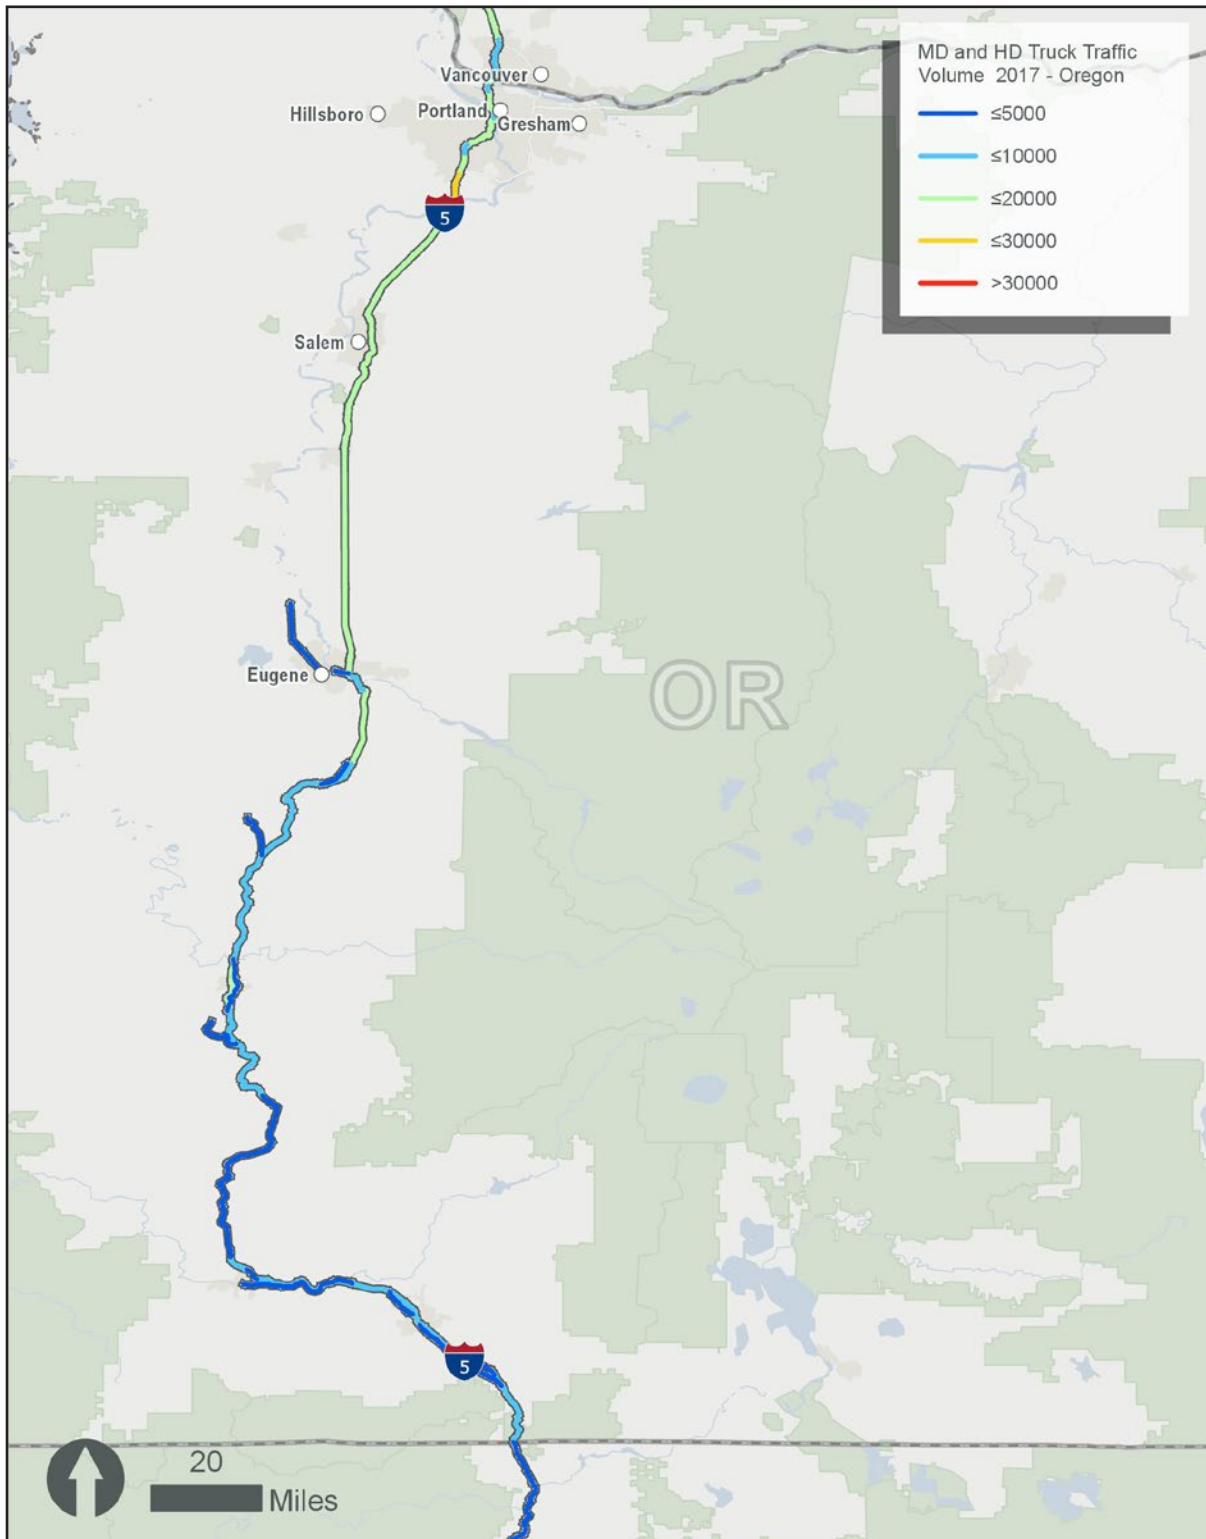 MD and HD Truck Traffic
Volume 2017 - Oregon
≤5000
≤10000
≤20000
≤30000
>30000
Vancouver
Hillsboro
Portland
Gresham
5
Salem
Eugene
OR
5
20
Miles